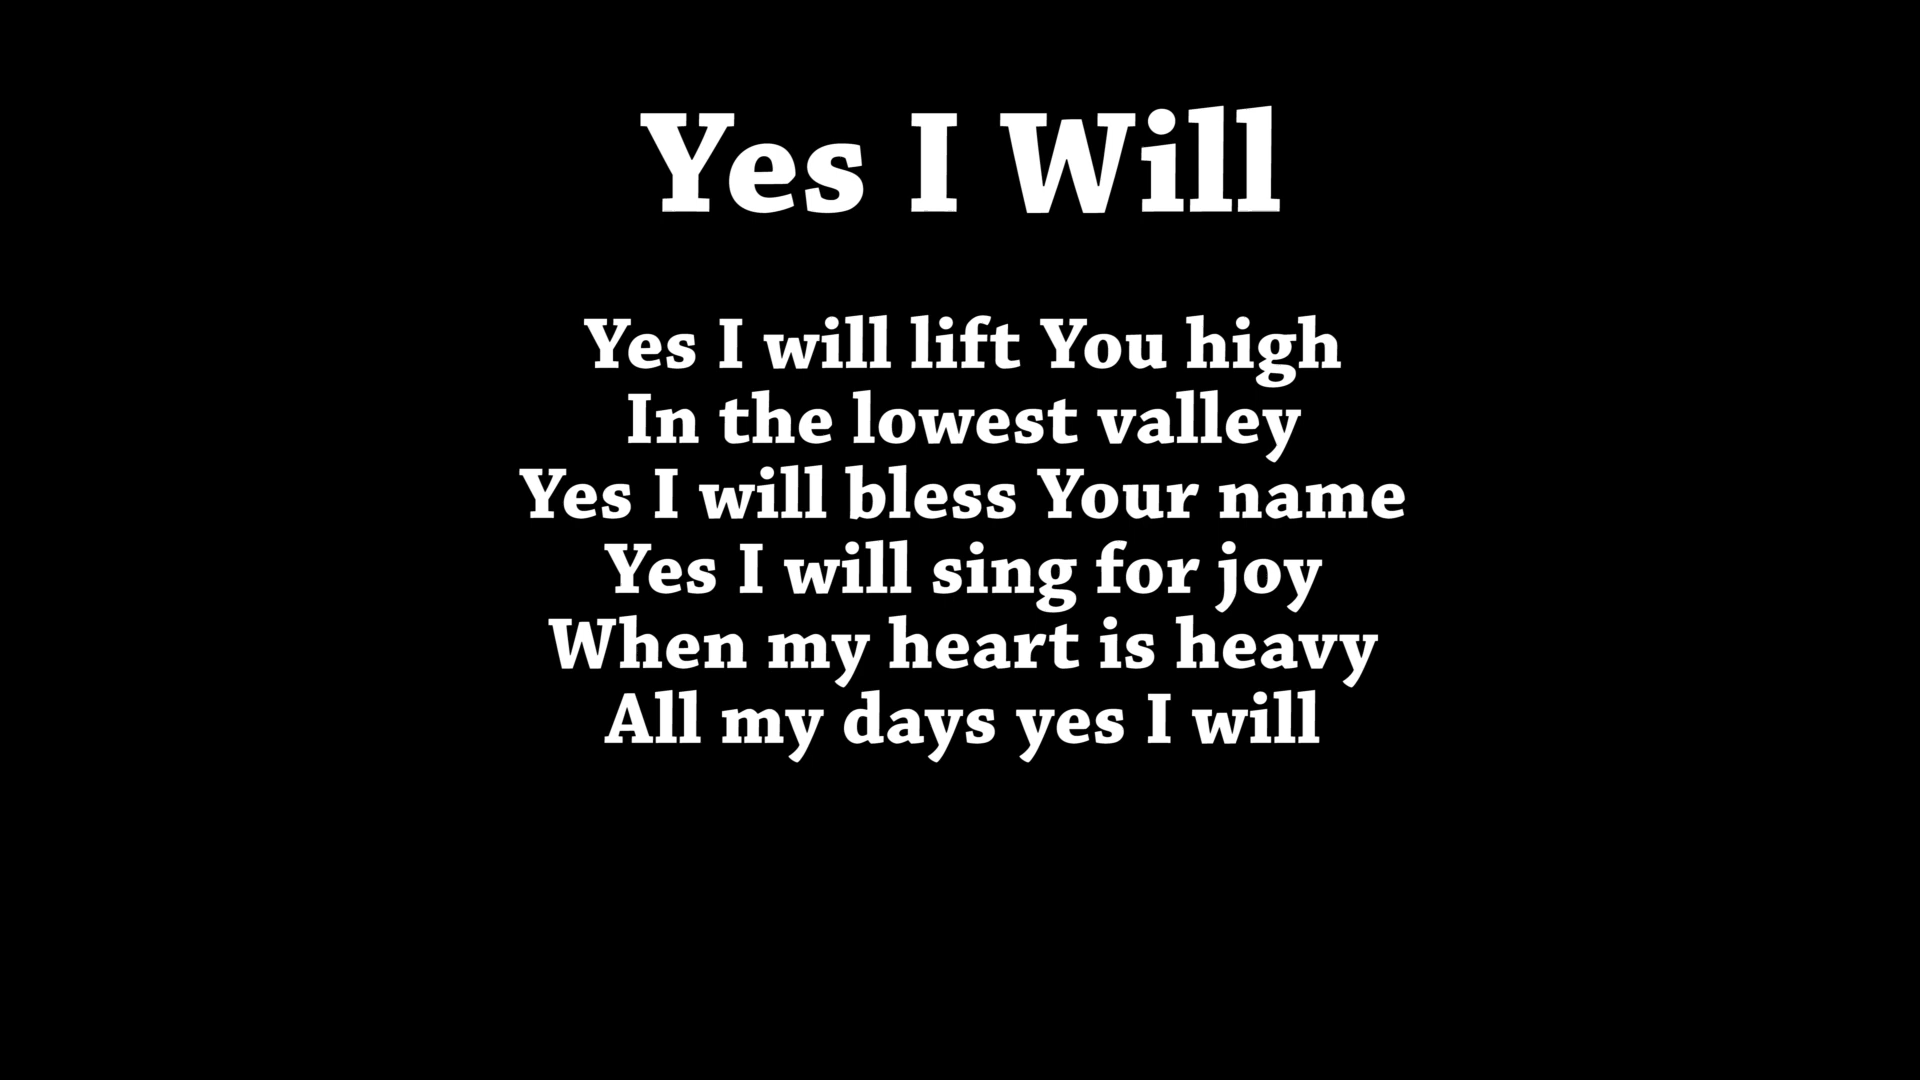 Yes I Will
Yes I will lift You high
In the lowest valley
Yes I will bless Your name
Yes I will sing for joy
When my heart is heavy
All my days yes I will